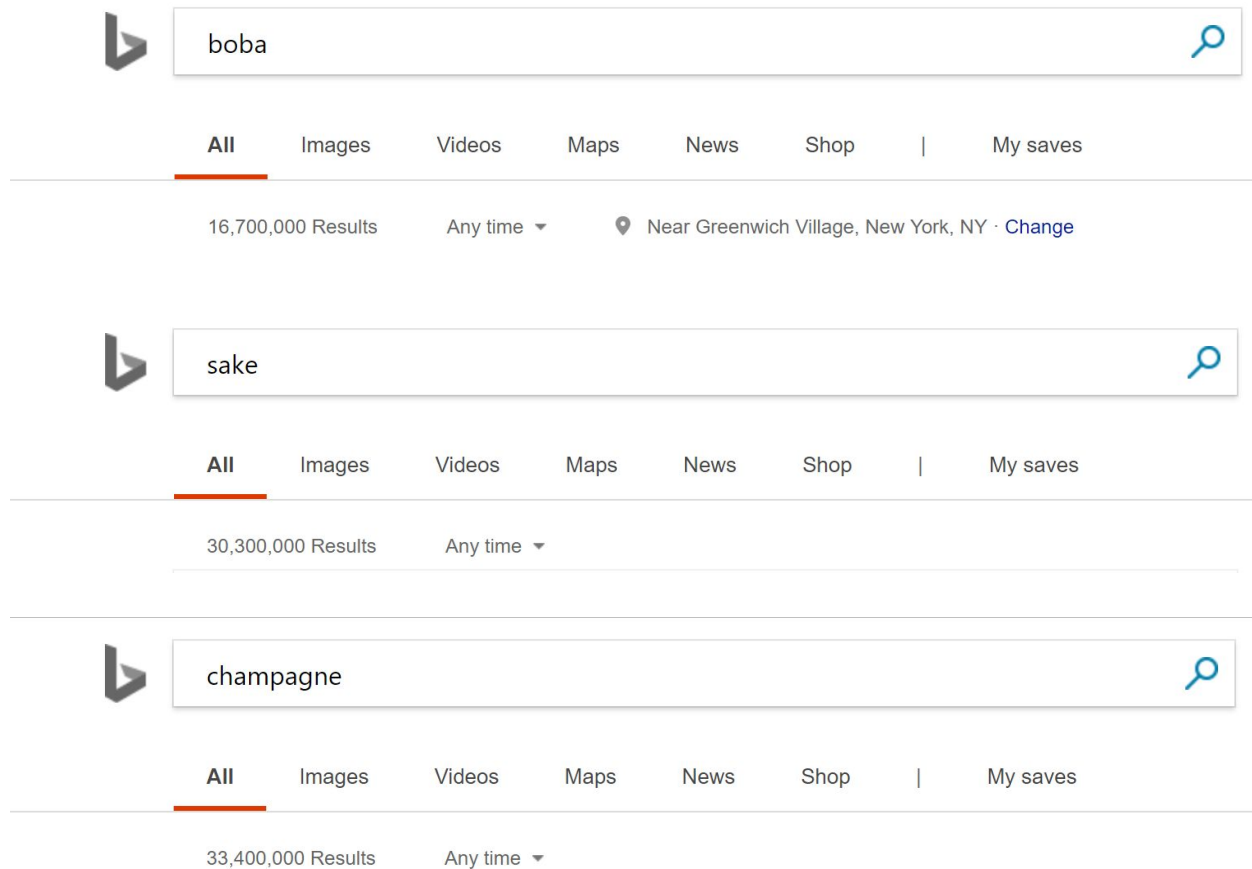 boba
All Images Videos Maps News Shop | My saves
16,700,000 Results Any time Near Greenwich Village, New York, NY · Change
sake
All Images Videos Maps News Shop | My saves
30,300,000 Results Any time
champagne
All Images Videos Maps News Shop | My saves
33,400,000 Results Any time